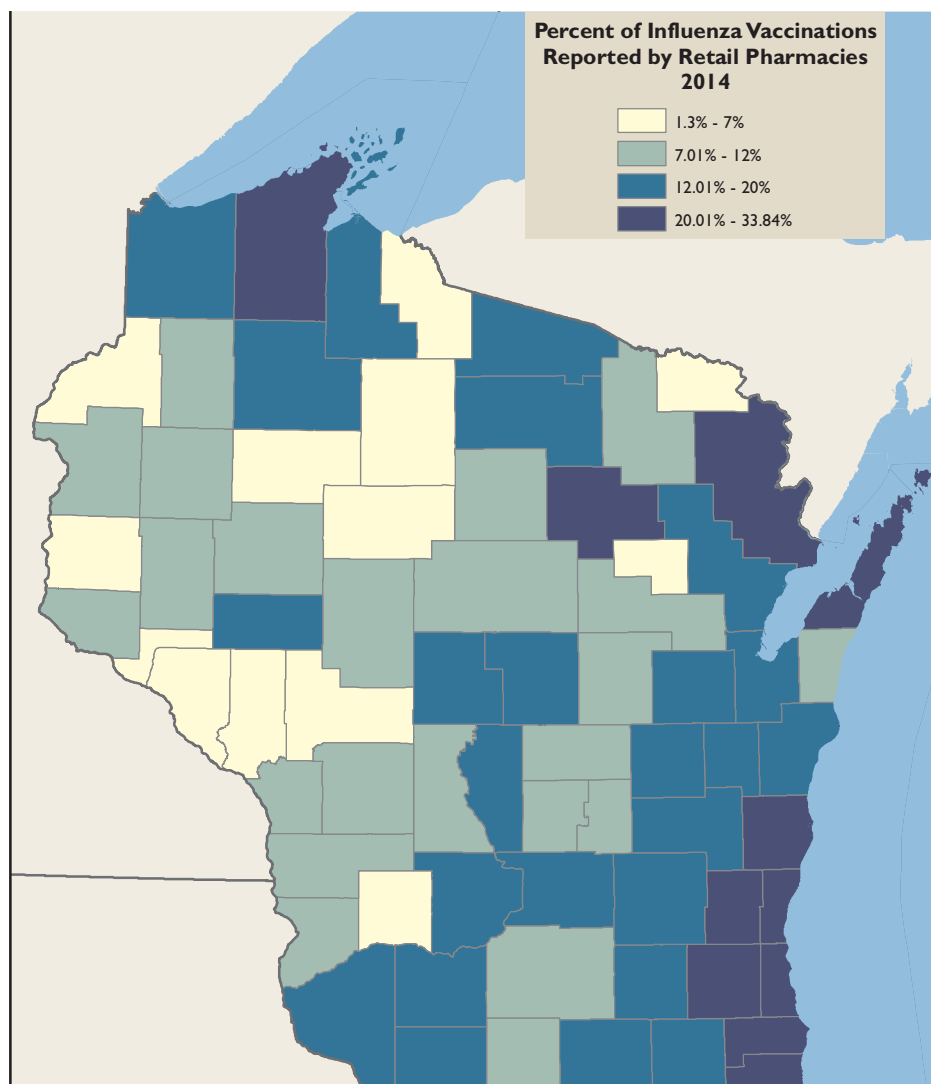 Percent of Influenza Vaccinations
Reported by Retail Pharmacies
2014
1.3% - 7%
7.01% - 12%
12.01% - 20%
20.01% - 33.84%